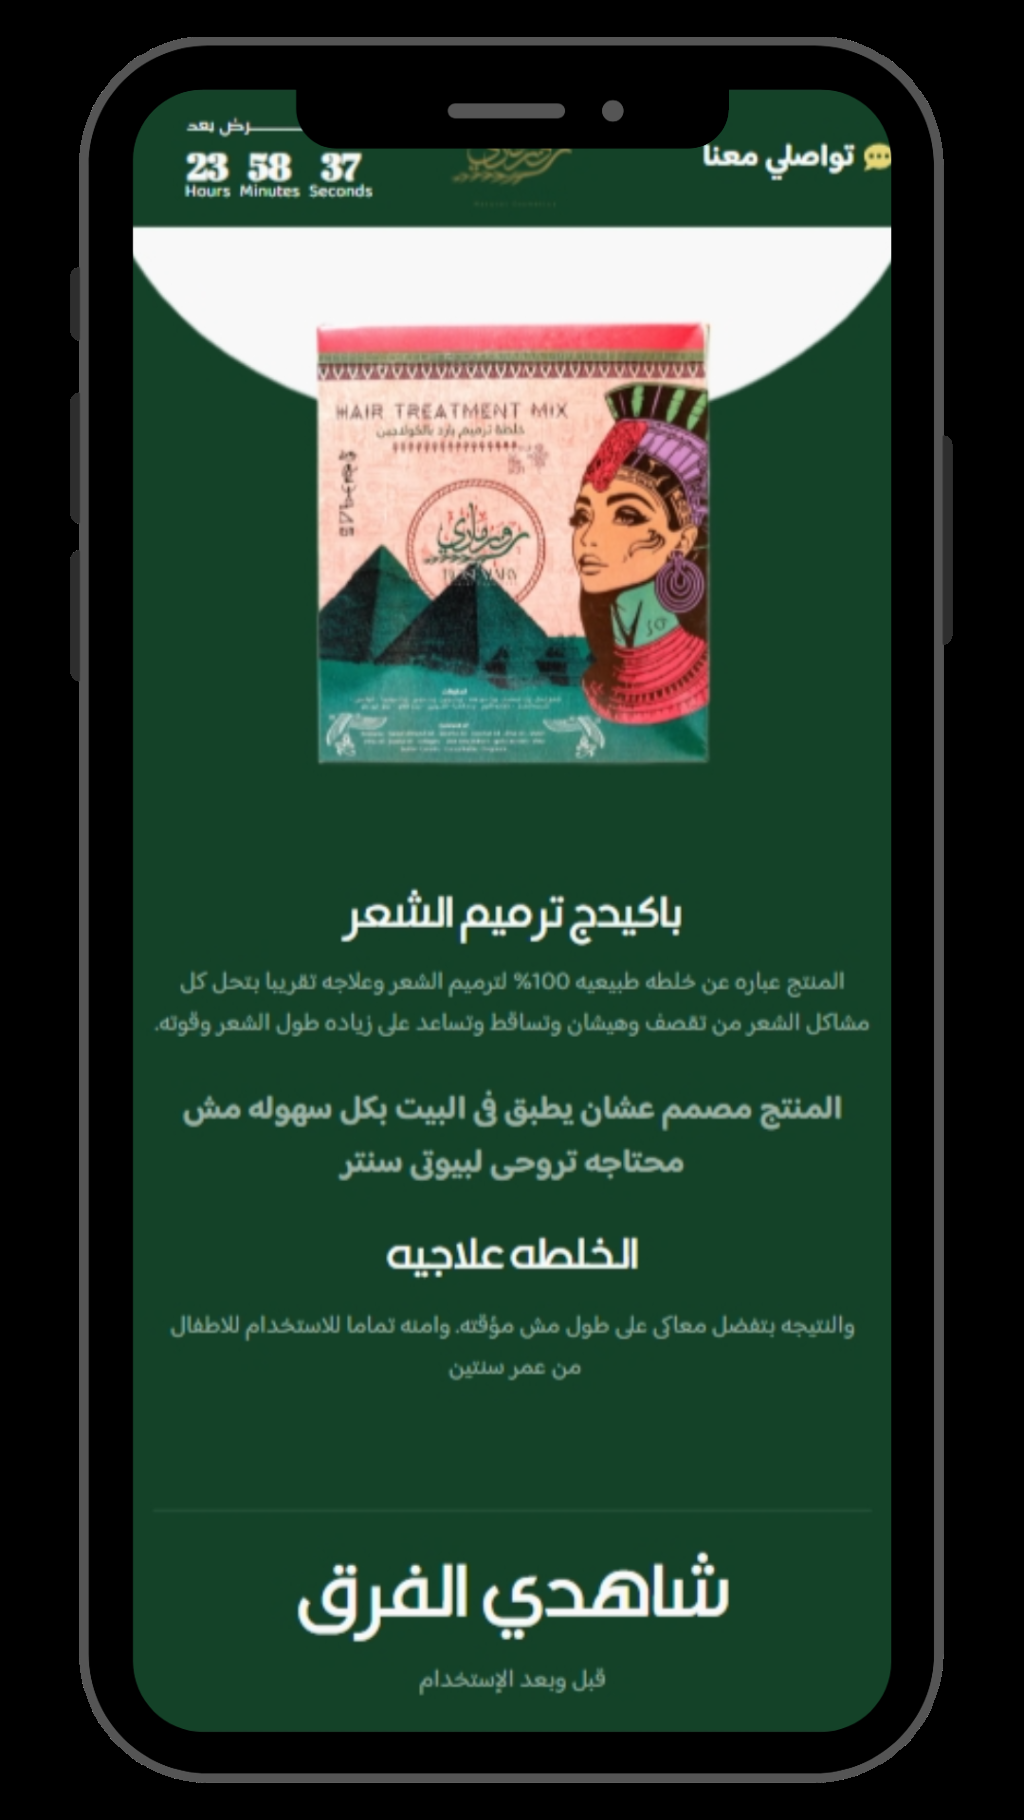 تواصلي معنا
رض بعد
23 58 37
Hours Minutes Seconds
HAIR TREATMENT MIX
خلطة ترميم بارد بالكولاجين
روزماري
باكيدج ترميم الشعر
المنتج عباره عن خلطه طبيعيه 100% لترميم الشعر وعلاجه تقريبا بتحل كل
مشاكل الشعر من تقصف وهيشان وتساقط وتساعد على زياده طول الشعر وقوته.
المنتج مصمم عشان يطبق فى البيت بكل سهوله مش
محتاجه تروحى لبيوتى سنتر
الخلطه علاجيه
والنتيجه بتفضل معاكى على طول مش مؤقته. وامنه تماما للاستخدام للاطفال
من عمر سنتين
شاهدي الفرق
قبل وبعد الإستخدام